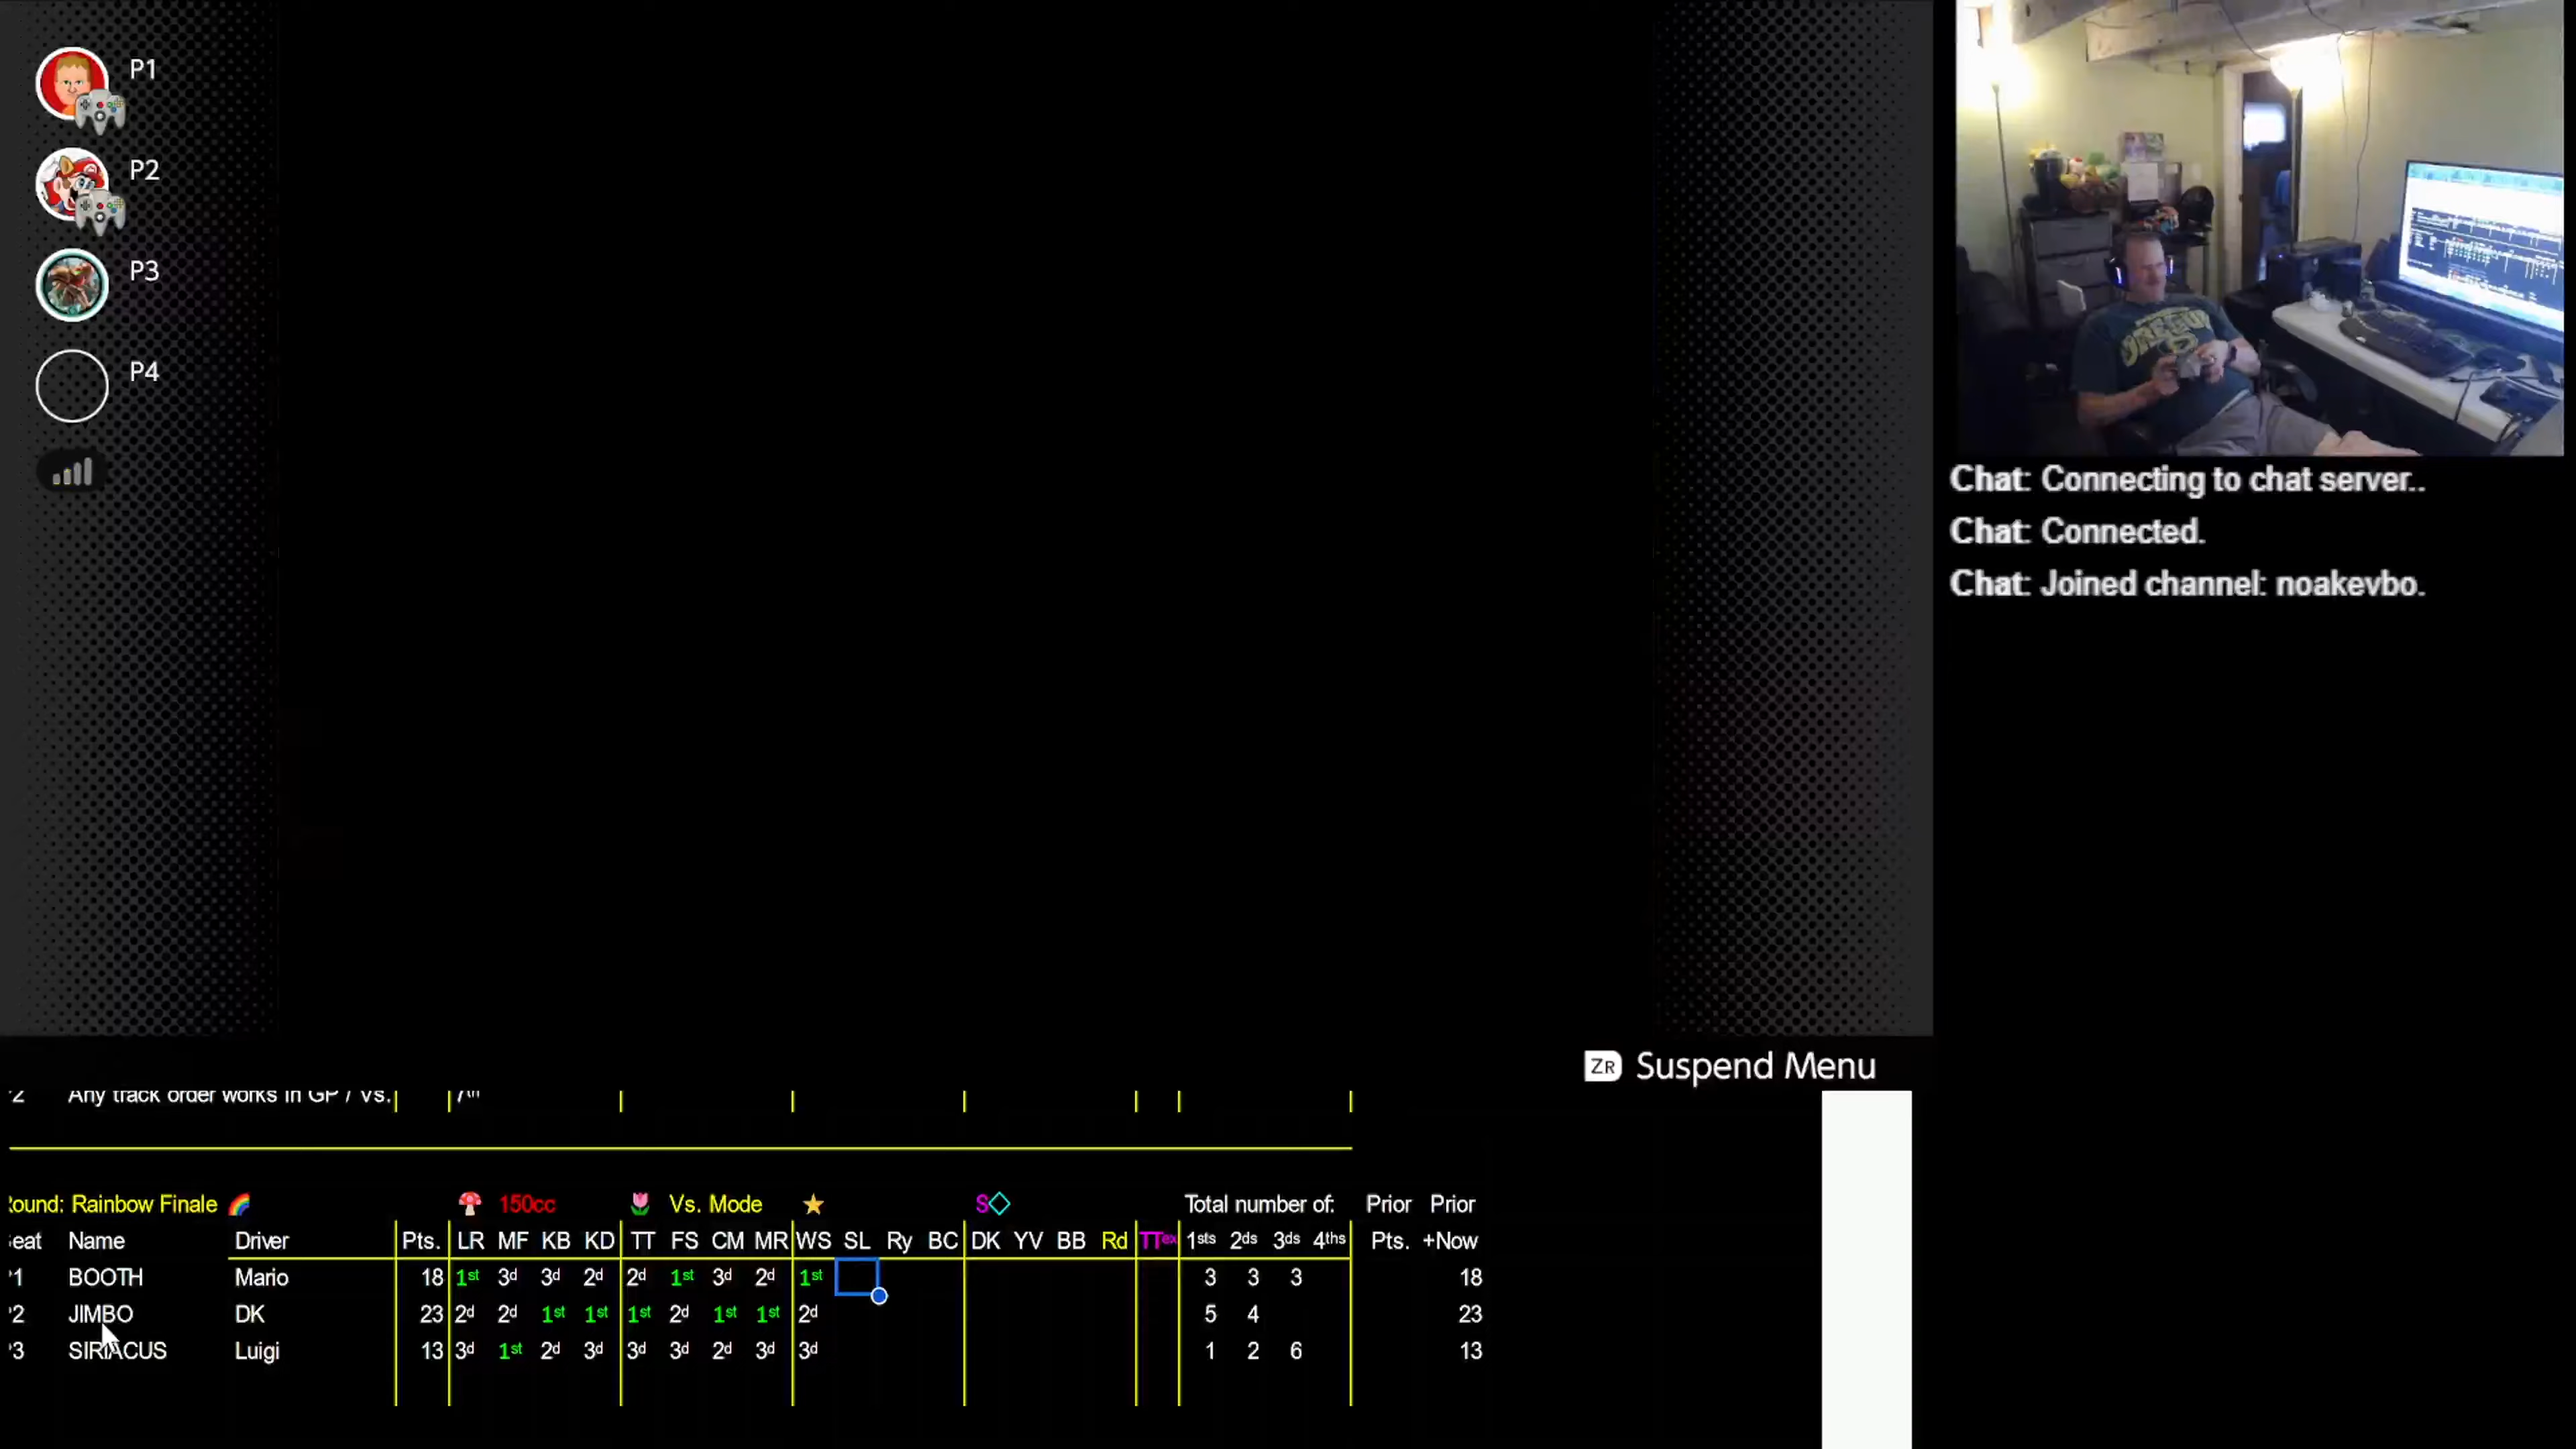 P1
P2
P3
P4
Chat: Connecting to chat server..
Chat: Connected.
Chat: Joined channel: noakevbo.
OREGON
ZR Suspend Menu
Any track order works in GP / Vs. 7th
Round: Rainbow Finale 🌈 🍄 150cc 🌷 Vs. Mode ⭐ S◇ Total number of: Prior Prior
eat Name Driver Pts. LR MF KB KD TT FS CM MR WS SL Ry BC DK YV BB Rd TTex 1sts 2ds 3ds 4ths Pts. +Now
1 BOOTH Mario 18 1st 3d 3d 2d 2d 1st 3d 2d 1st 3 3 3 18
2 JIMBO DK 23 2d 2d 1st 1st 1st 2d 1st 1st 2d 5 4 23
3 SIRIACUS Luigi 13 3d 1st 2d 3d 3d 3d 2d 3d 3d 1 2 6 13